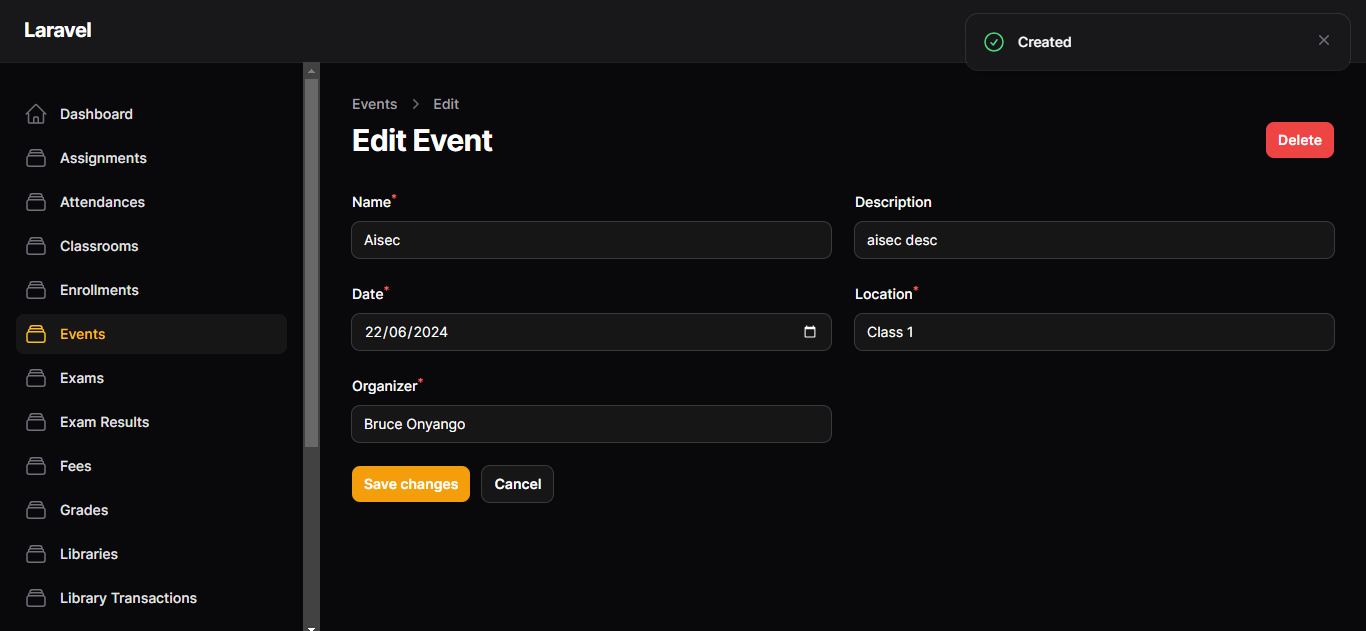 Laravel
Created
Dashboard
Assignments
Attendances
Classrooms
Enrollments
Events
Exams
Exam Results
Fees
Grades
Libraries
Library Transactions
Events > Edit
Edit Event
Delete
Name*
Aisec
Description
aisec desc
Date*
22/06/2024
Location*
Class 1
Organizer*
Bruce Onyango
Save changes
Cancel